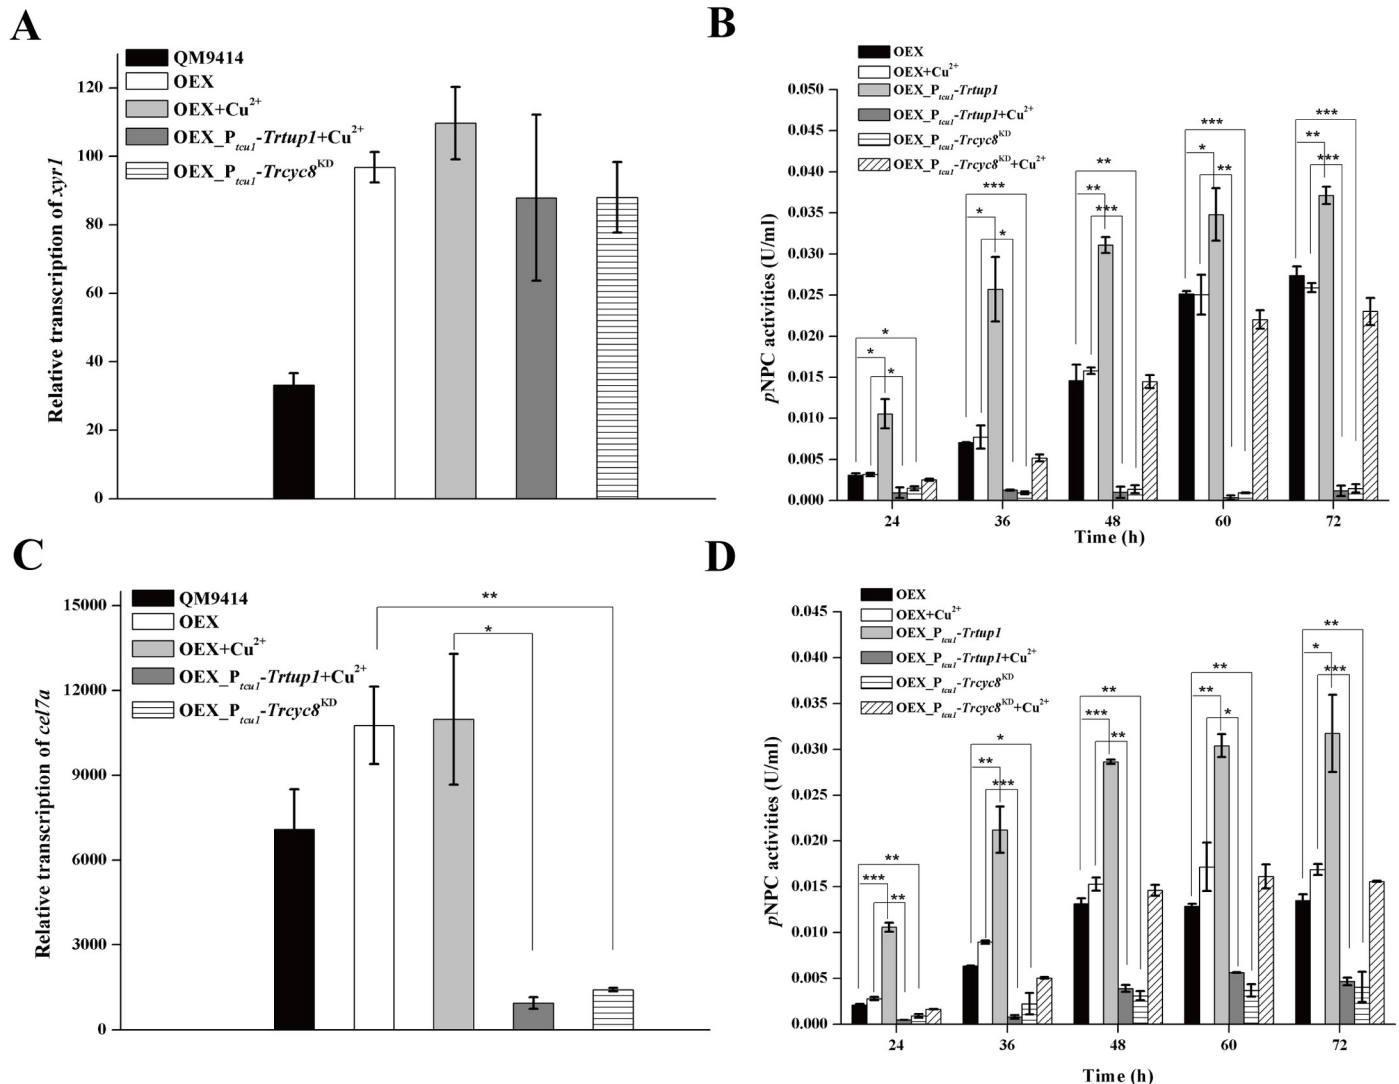 A
QM9414
OEX
OEX+Cu2+
OEX_Ptcu1-Trtup1+Cu2+
OEX_Ptcu1-Trcyc8KD
Relative transcription of xyr1
120
100
80
60
40
20
0
B
OEX
OEX+Cu2+
OEX_Ptcu1-Trtup1
OEX_Ptcu1-Trtup1+Cu2+
OEX_Ptcu1-Trcyc8KD
OEX_Ptcu1-Trcyc8KD+Cu2+
pNPC activities (U/ml)
0.050
0.045
0.040
0.035
0.030
0.025
0.020
0.015
0.010
0.005
0.000
* * *
*** * *
** ** ***
*** * **
*** ** ***
24 36 48 60 72
Time (h)
C
QM9414
OEX
OEX+Cu2+
OEX_Ptcu1-Trtup1+Cu2+
OEX_Ptcu1-Trcyc8KD
Relative transcription of cel7a
15000
12000
9000
6000
3000
0
**
*
D
OEX
OEX+Cu2+
OEX_Ptcu1-Trtup1
OEX_Ptcu1-Trtup1+Cu2+
OEX_Ptcu1-Trcyc8KD
OEX_Ptcu1-Trcyc8KD+Cu2+
pNPC activities (U/ml)
0.045
0.040
0.035
0.030
0.025
0.020
0.015
0.010
0.005
0.000
** *** **
* ** ***
** *** **
** ** *
** * ***
24 36 48 60 72
Time (h)